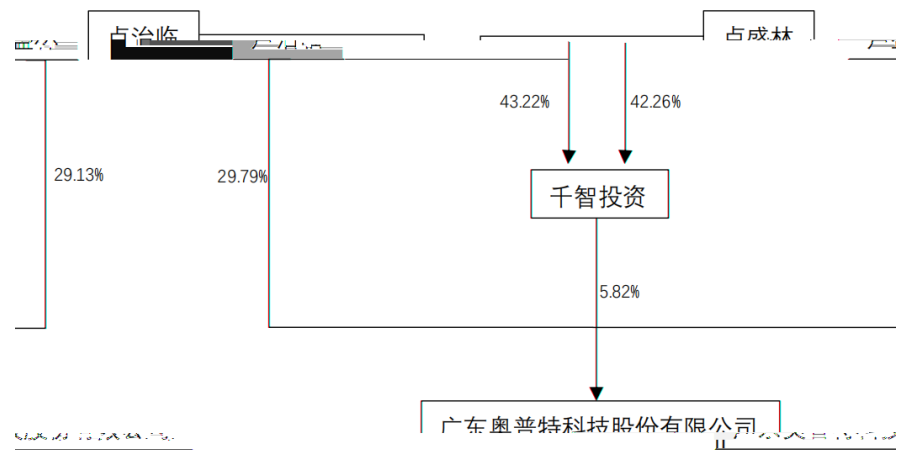 卢治临
卢盛林
43.22%
42.26%
29.13%
29.79%
千智投资
5.82%
广东奥普特科技股份有限公司